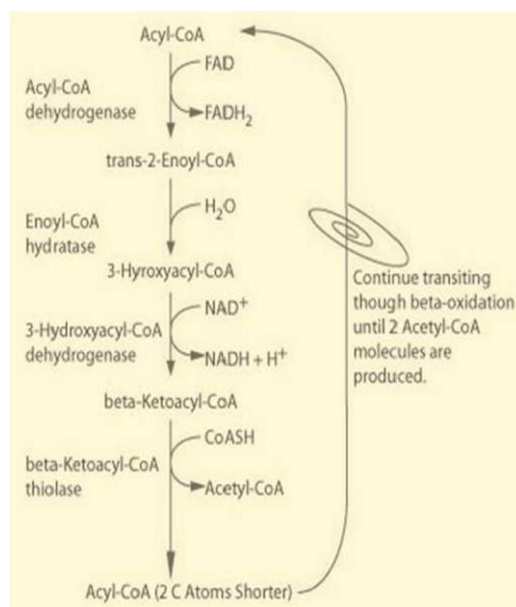 Acyl-CoA
FAD
Acyl-CoA
dehydrogenase
FADH₂
trans-2-Enoyl-CoA
H₂O
Enoyl-CoA
hydratase
3-Hyroxyacyl-CoA
NAD⁺
3-Hydroxyacyl-CoA
dehydrogenase
NADH + H⁺
beta-Ketoacyl-CoA
CoASH
beta-Ketoacyl-CoA
thiolase
Acetyl-CoA
Acyl-CoA (2 C Atoms Shorter)
Continue transiting
though beta-oxidation
until 2 Acetyl-CoA
molecules are
produced.